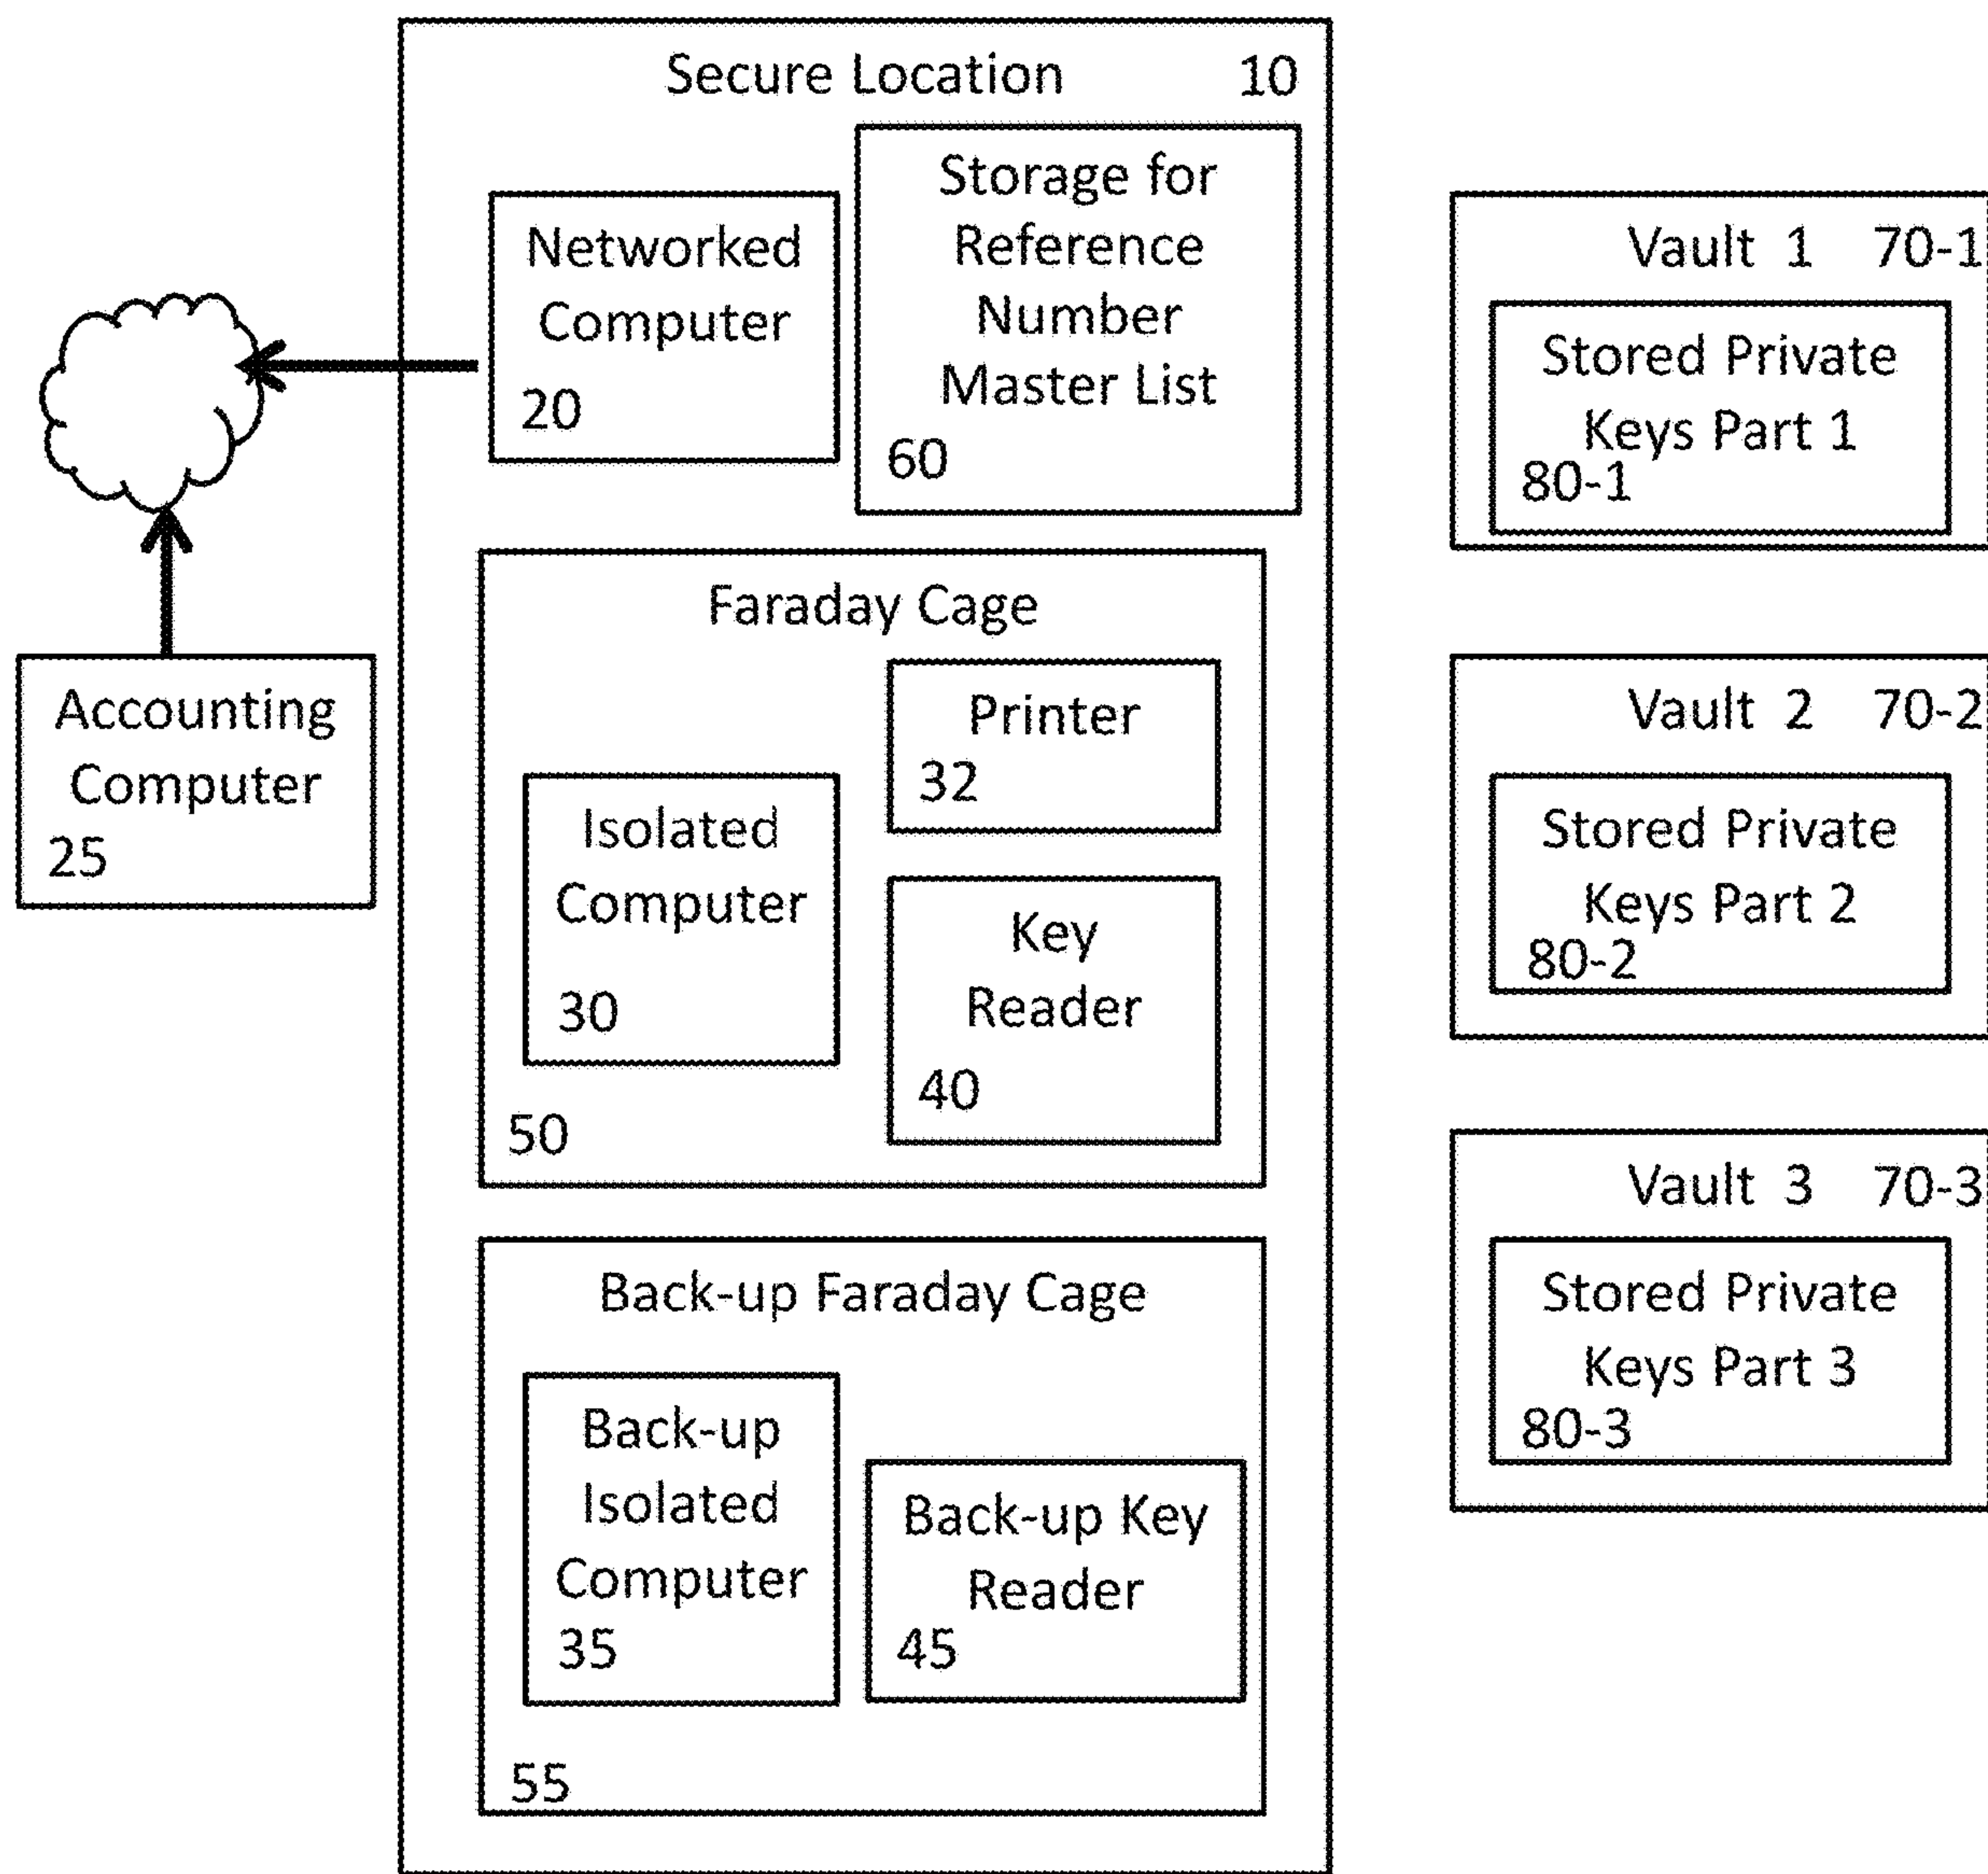 Secure Location 10
Networked
Computer
20
Storage for
Reference
Number
Master List
60
Accounting
Computer
25
Faraday Cage
Printer
32
Isolated
Computer
30
Key
Reader
40
50
Back-up Faraday Cage
Back-up
Isolated
Computer
35
Back-up Key
Reader
45
55
Vault 1 70-1
Stored Private
Keys Part 1
80-1
Vault 2 70-2
Stored Private
Keys Part 2
80-2
Vault 3 70-3
Stored Private
Keys Part 3
80-3